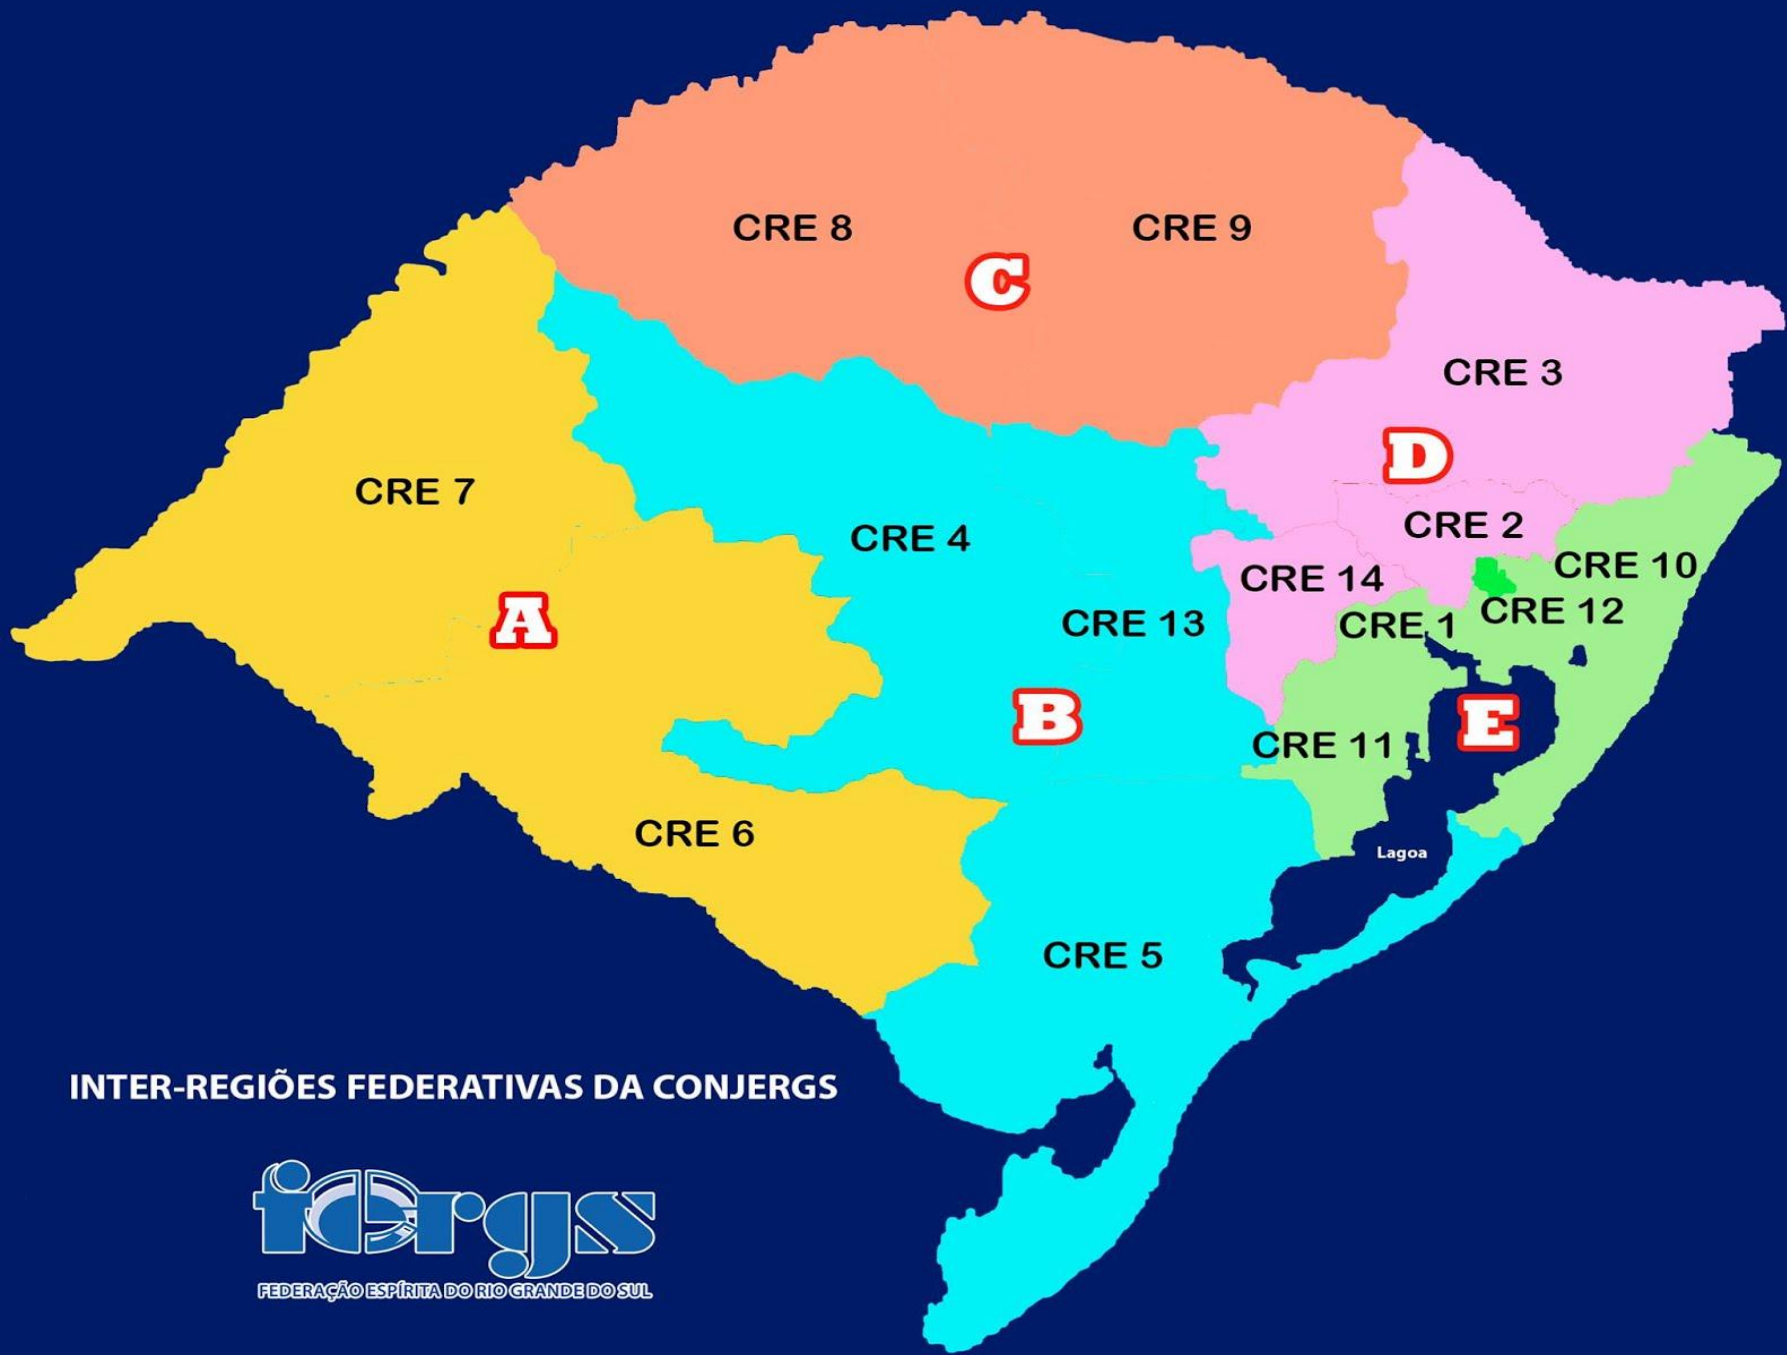 CRE 8
CRE 9
C
CRE 3
D
CRE 7
CRE 4
CRE 2
CRE 10
CRE 14
CRE 12
A
CRE 13
CRE 1
B
E
CRE 11
CRE 6
Lagoa
CRE 5
INTER-REGIÕES FEDERATIVAS DA CONJERGS
fergs
FEDERAÇÃO ESPÍRITA DO RIO GRANDE DO SUL